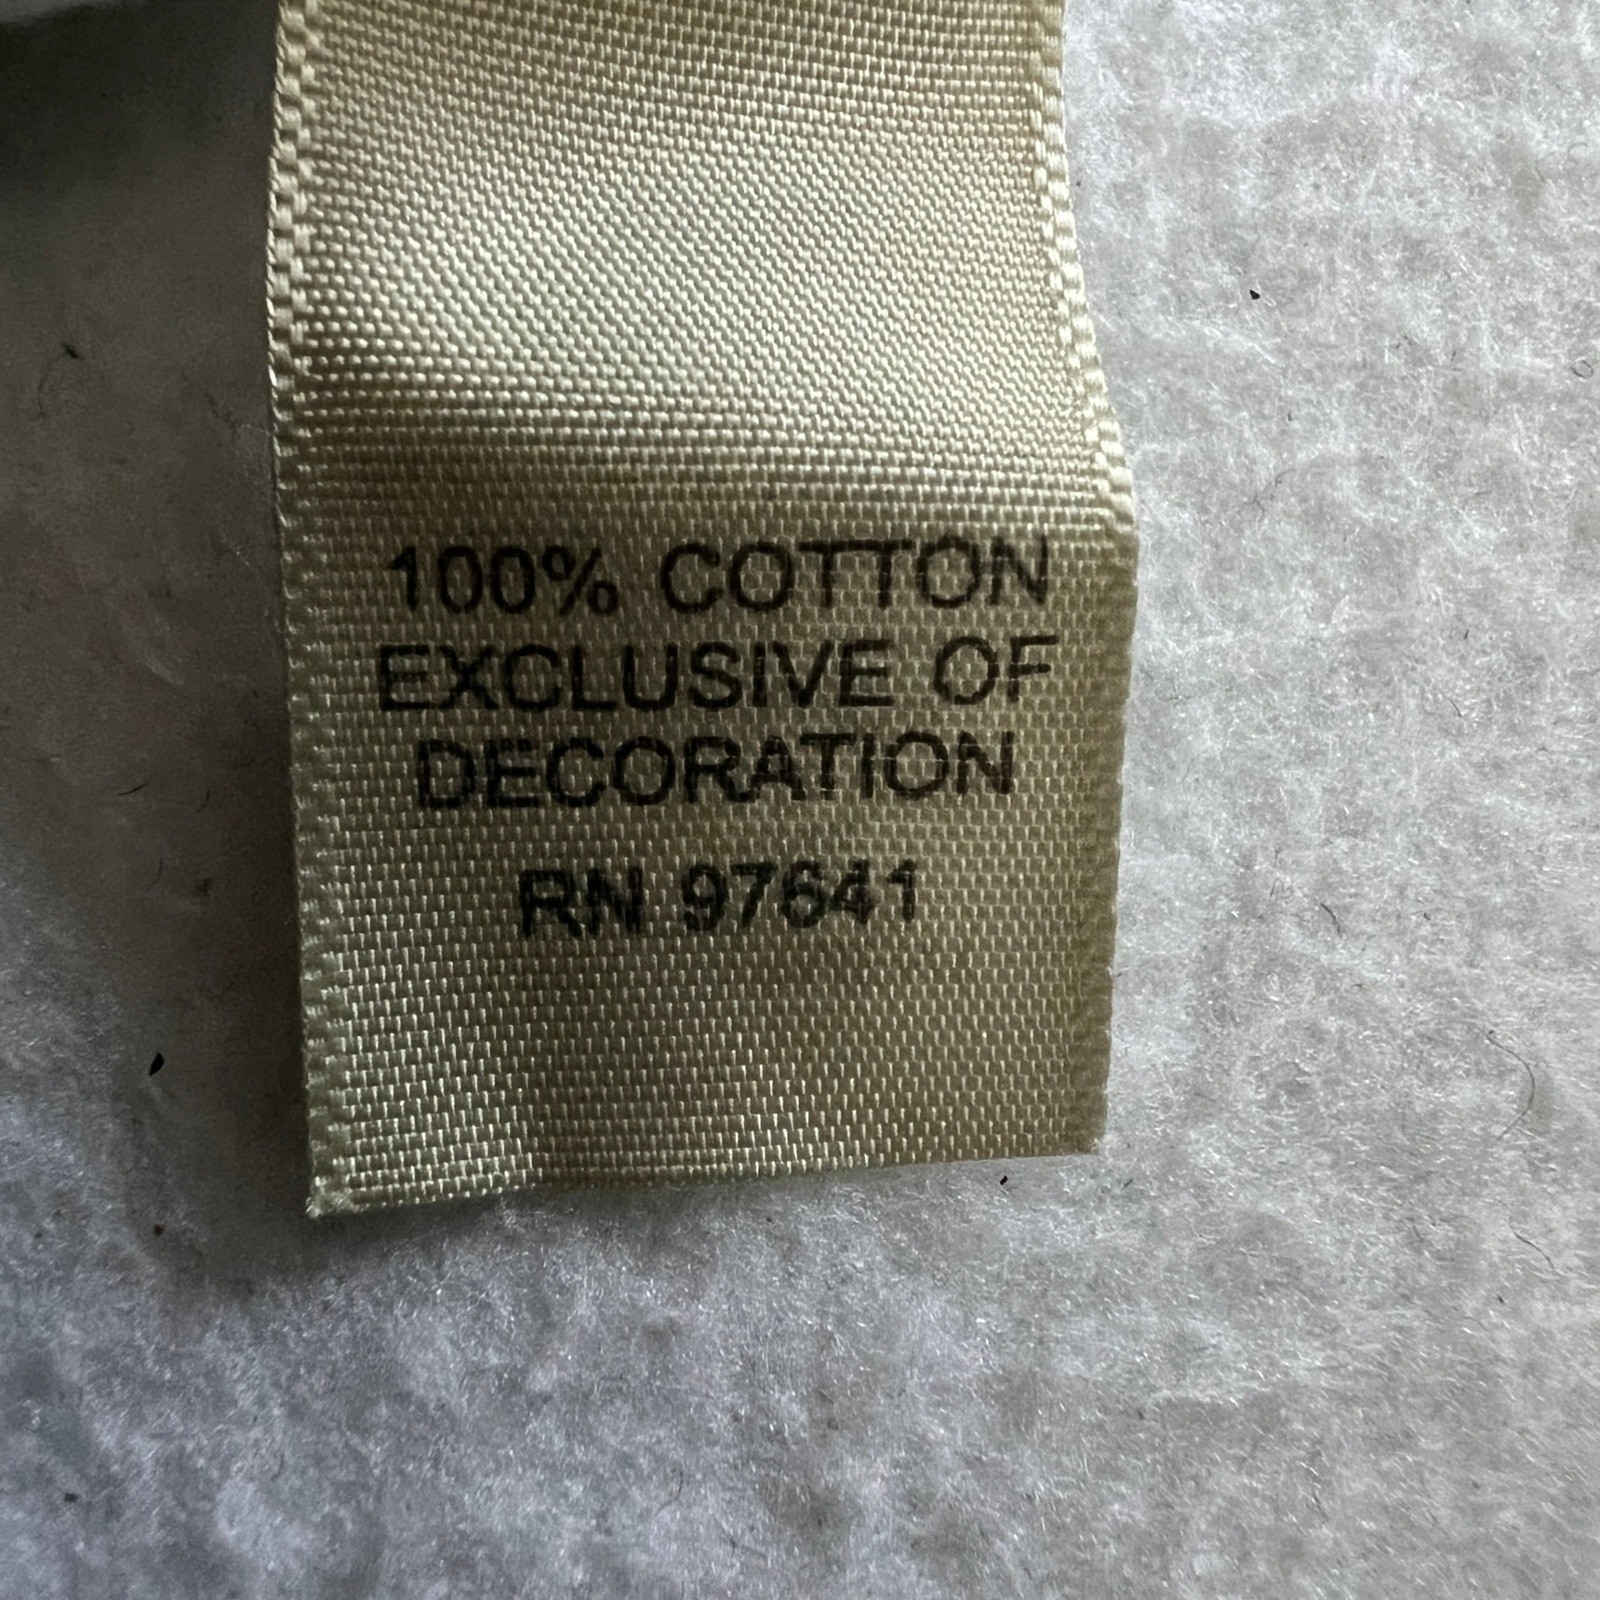 100% COTTON
EXCLUSIVE OF
DECORATION
RN 97641